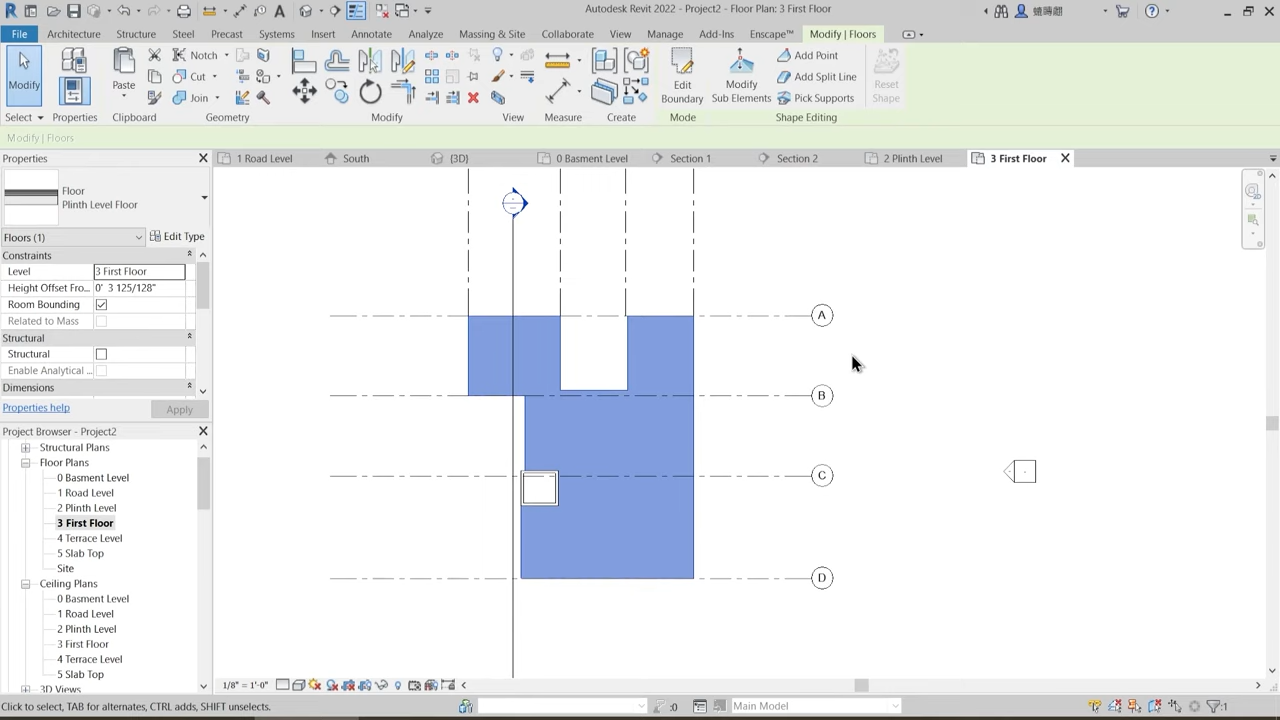 Autodesk Revit 2022 - Project2 - Floor Plan: 3 First Floor
File Architecture Structure Steel Precast Systems Insert Annotate Analyze Massing & Site Collaborate View Manage Add-Ins Enscape™ Modify | Floors
Notch
Cut
Join
Modify
Paste
Edit Boundary
Modify Sub Elements
Add Point
Add Split Line
Pick Supports
Reset Shape
Select Properties Clipboard Geometry Modify View Measure Create Mode Shape Editing
Modify | Floors
Properties
1 Road Level South {3D} 0 Basment Level Section 1 Section 2 2 Plinth Level 3 First Floor
Floor
Plinth Level Floor
Floors (1) Edit Type
Constraints
Level 3 First Floor
Height Offset Fro... 0' 3 125/128"
Room Bounding
Related to Mass
Structural
Structural
Enable Analytical ...
Dimensions
Properties help Apply
Project Browser - Project2
Structural Plans
Floor Plans
0 Basment Level
1 Road Level
2 Plinth Level
3 First Floor
4 Terrace Level
5 Slab Top
Site
Ceiling Plans
0 Basment Level
1 Road Level
2 Plinth Level
3 First Floor
4 Terrace Level
5 Slab Top
3D Views
A
B
C
D
1/8" = 1'-0"
Click to select, TAB for alternates, CTRL adds, SHIFT unselects. :0 Main Model :1